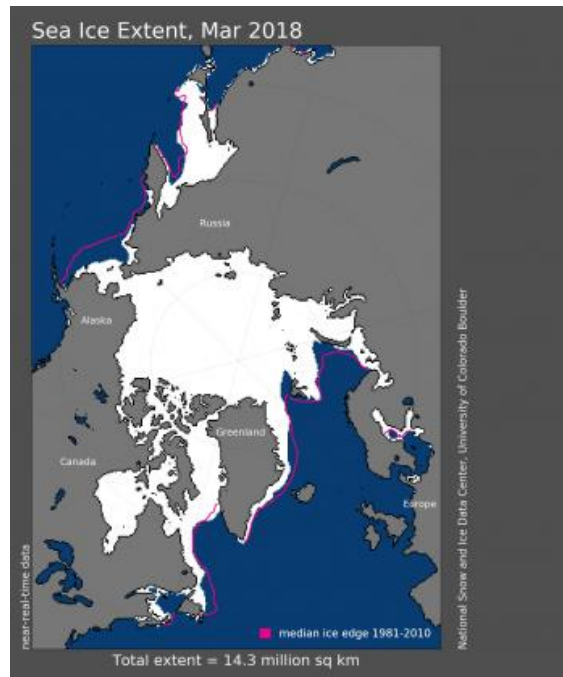 Sea Ice Extent, Mar 2018
Russia
Alaska
Greenland
Canada
Europe
near-real-time data
National Snow and Ice Data Center, University of Colorado Boulder
median ice edge 1981-2010
Total extent = 14.3 million sq km